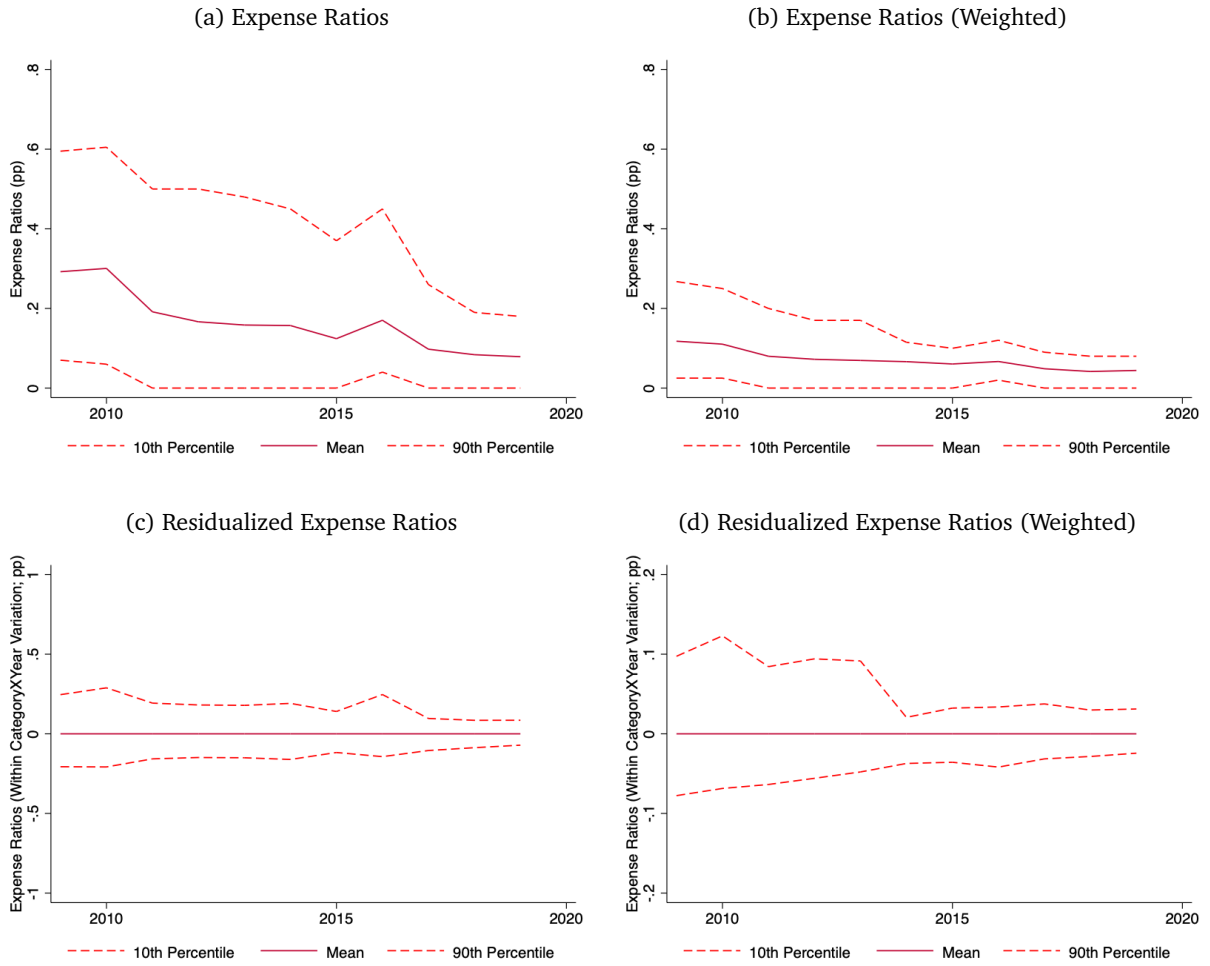 (a) Expense Ratios
Expense Ratios (pp)
.8
.6
.4
.2
0
2010 2015 2020
10th Percentile Mean 90th Percentile
(b) Expense Ratios (Weighted)
Expense Ratios (pp)
.8
.6
.4
.2
0
2010 2015 2020
10th Percentile Mean 90th Percentile
(c) Residualized Expense Ratios
Expense Ratios (Within CategoryXYear Variation; pp)
1
.5
0
-.5
-1
2010 2015 2020
10th Percentile Mean 90th Percentile
(d) Residualized Expense Ratios (Weighted)
Expense Ratios (Within CategoryXYear Variation; pp)
.2
.1
0
-.1
-.2
2010 2015 2020
10th Percentile Mean 90th Percentile